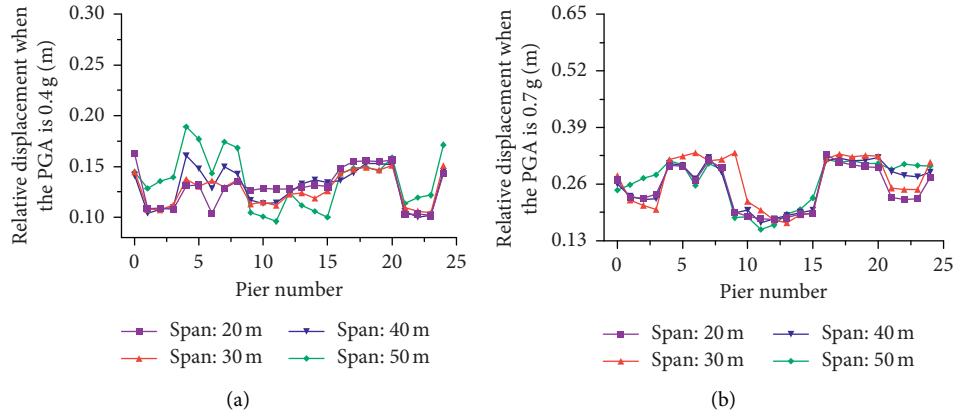 Relative displacement when
the PGA is 0.4 g (m)
0.30
0.25
0.20
0.15
0.10
0 5 10 15 20 25
Pier number
Span: 20 m Span: 40 m
Span: 30 m Span: 50 m
(a)
Relative displacement when
the PGA is 0.7 g (m)
0.65
0.52
0.39
0.26
0.13
0 5 10 15 20 25
Pier number
Span: 20 m Span: 40 m
Span: 30 m Span: 50 m
(b)